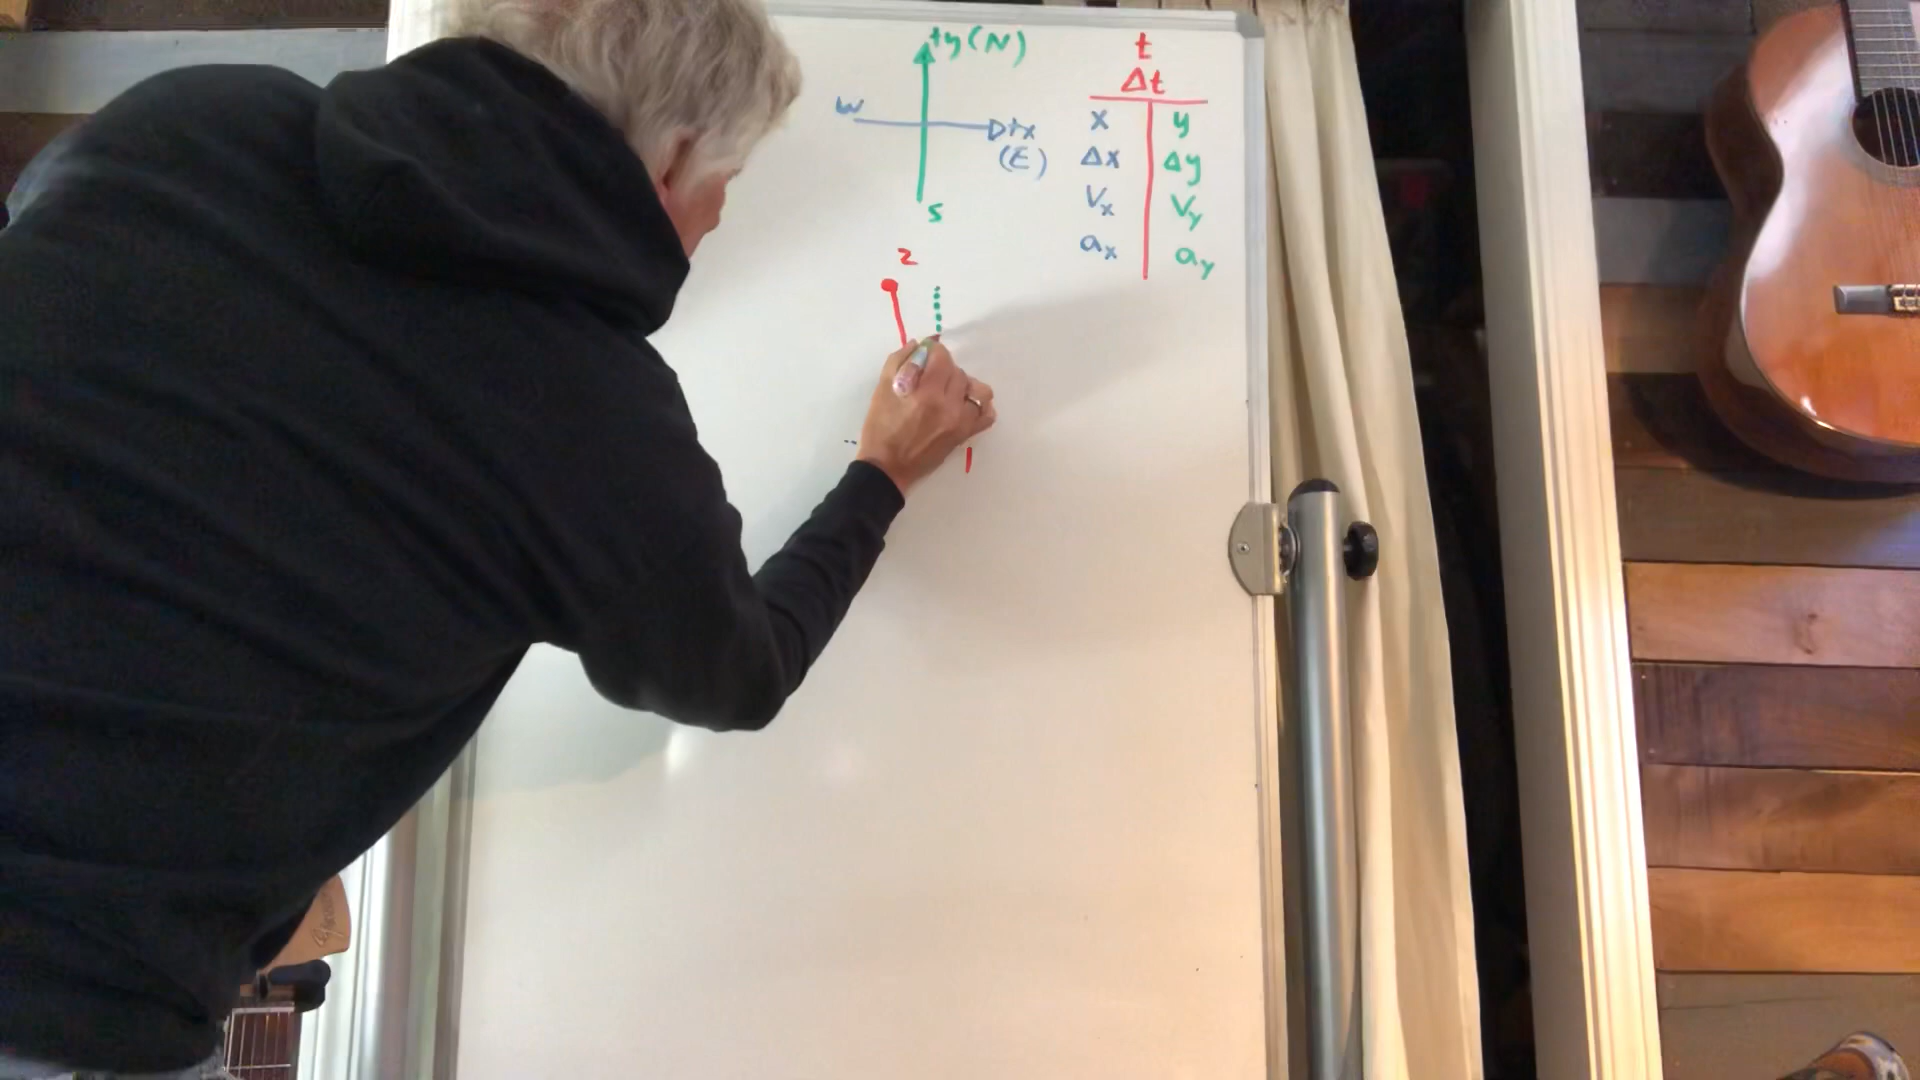 +y (N)
W
+x
(E)
S
t
Δt
x y
Δx Δy
Vx Vy
ax ay
2
1